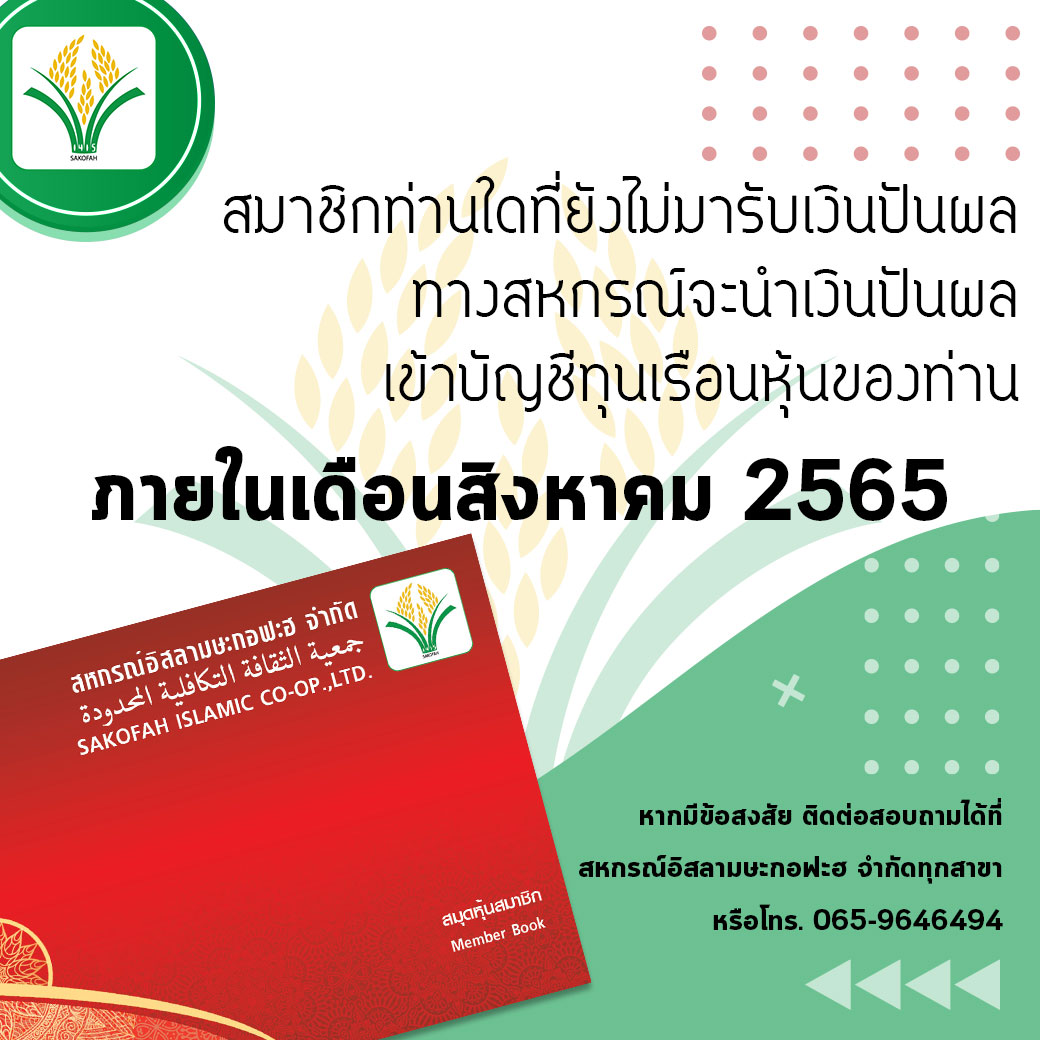 1415
SAKOFAH
สมาชิกท่านใดที่ยังไม่มารับเงินปันผล
ทางสหกรณ์จะนำเงินปันผล
เข้าบัญชีทุนเรือนหุ้นของท่าน
ภายในเดือนสิงหาคม 2565
สหกรณ์อิสลามษะกอฟะฮ จำกัด
جمعية الثقافة التكافلية المحدودة
SAKOFAH ISLAMIC CO-OP.,LTD.
SAKOFAH
สมุดหุ้นสมาชิก
Member Book
หากมีข้อสงสัย ติดต่อสอบถามได้ที่
สหกรณ์อิสลามษะกอฟะฮ จำกัดทุกสาขา
หรือโทร. 065-9646494